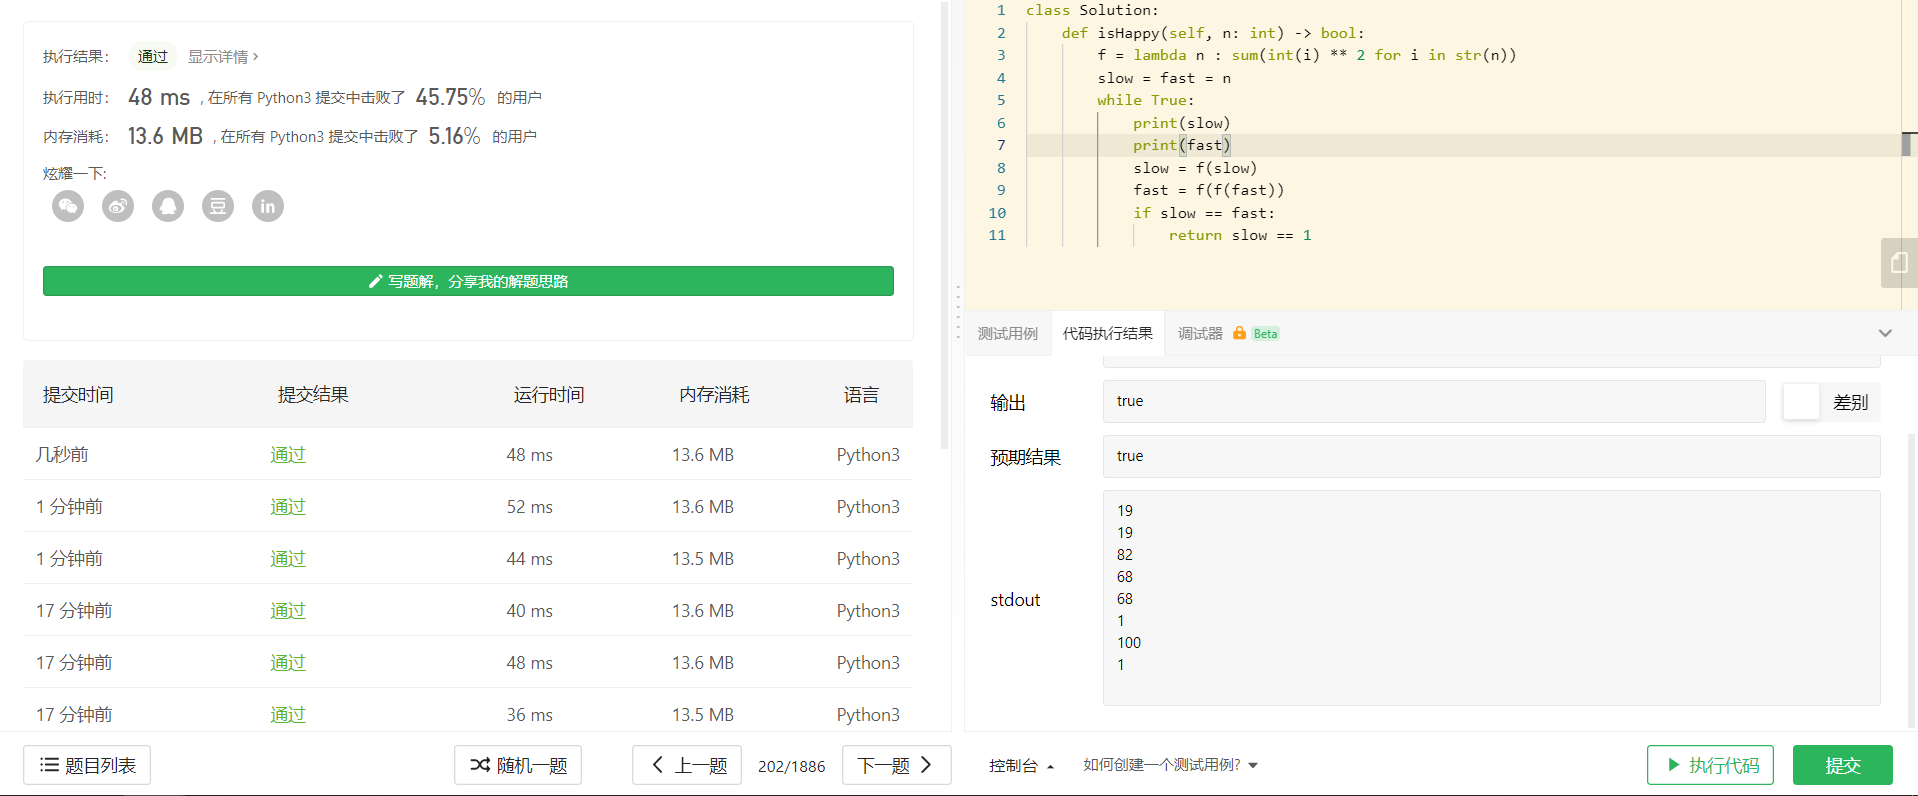 执行结果： 通过 显示详情 >
执行用时： 48 ms , 在所有 Python3 提交中击败了 45.75% 的用户
内存消耗： 13.6 MB , 在所有 Python3 提交中击败了 5.16% 的用户
炫耀一下:
豆 in
写题解，分享我的解题思路
提交时间 提交结果 运行时间 内存消耗 语言
几秒前 通过 48 ms 13.6 MB Python3
1 分钟前 通过 52 ms 13.6 MB Python3
1 分钟前 通过 44 ms 13.5 MB Python3
17 分钟前 通过 40 ms 13.6 MB Python3
17 分钟前 通过 48 ms 13.6 MB Python3
17 分钟前 通过 36 ms 13.5 MB Python3
题目列表 随机一题 上一题 202/1886 下一题
1 class Solution:
2 def isHappy(self, n: int) -> bool:
3 f = lambda n : sum(int(i) ** 2 for i in str(n))
4 slow = fast = n
5 while True:
6 print(slow)
7 print(fast)
8 slow = f(slow)
9 fast = f(f(fast))
10 if slow == fast:
11 return slow == 1
测试用例 代码执行结果 调试器 Beta
输出 true 差别
预期结果 true
stdout
19
19
82
68
68
1
100
1
控制台 如何创建一个测试用例? 执行代码 提交